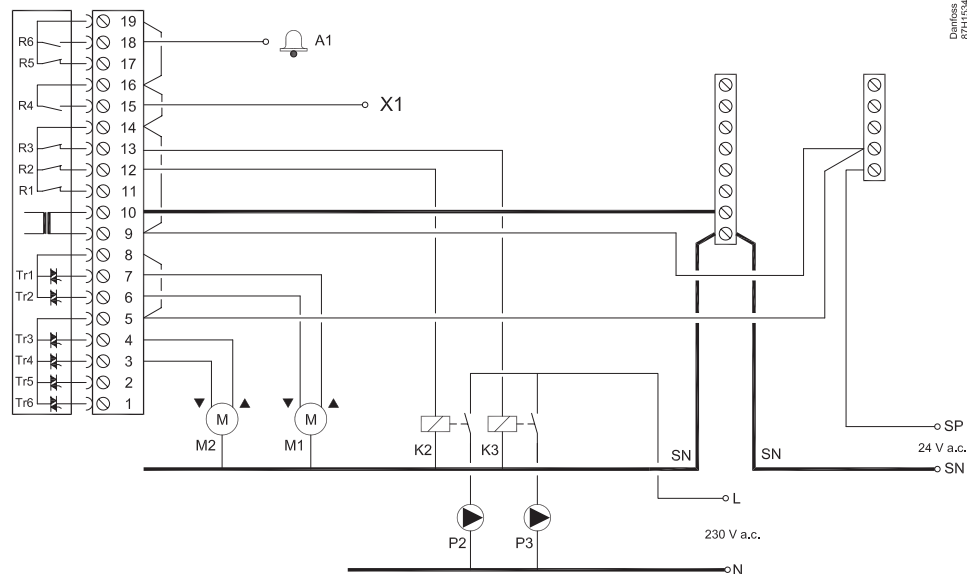 Danfoss
87H1534
19
R6 18 A1
R5 17
16
R4 15 X1
14
R3 13
R2 12
R1 11
10
9
8
Tr1 7
Tr2 6
5
Tr3 4
Tr4 3
Tr5 2
Tr6 1
M M
M2 M1 K2 K3 SN SN
SP
24 V a.c.
SN
L
P2 P3 230 V a.c.
N